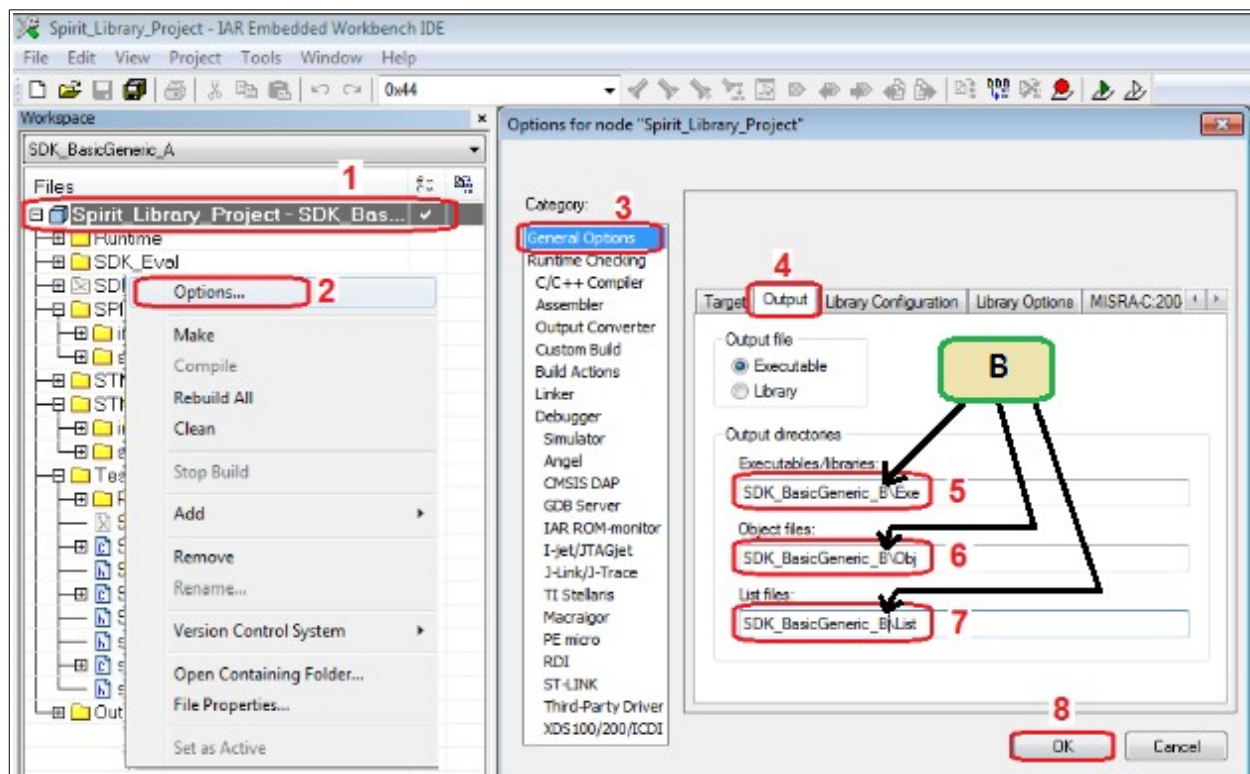 Spirit_Library_Project - IAR Embedded Workbench IDE
File Edit View Project Tools Window Help
0x44
Workspace
SDK_BasicGeneric_A
Files
1
Spirit_Library_Project - SDK_Bas...
Runtime
SDK_Eval
Options...
2
Make
Compile
Rebuild All
Clean
Stop Build
Add
Remove
Rename...
Version Control System
Open Containing Folder...
File Properties...
Set as Active
Out
Options for node "Spirit_Library_Project"
Category:
3
General Options
Runtime Checking
C/C++ Compiler
Assembler
Output Converter
Custom Build
Build Actions
Linker
Debugger
Simulator
Angel
CMSIS DAP
GDB Server
IAR ROM-monitor
I-jet/JTAGjet
J-Link/J-Trace
TI Stellaris
Macraigor
PE micro
RDI
ST-LINK
Third-Party Driver
XDS100/200/ICDI
4
Target Output Library Configuration Library Options MISRA-C:200
Output file
Executable
Library
B
Output directories
Executables/libraries:
SDK_BasicGeneric_B\Exe
5
Object files:
SDK_BasicGeneric_B\Obj
6
List files:
SDK_BasicGeneric_B\List
7
8
OK Cancel